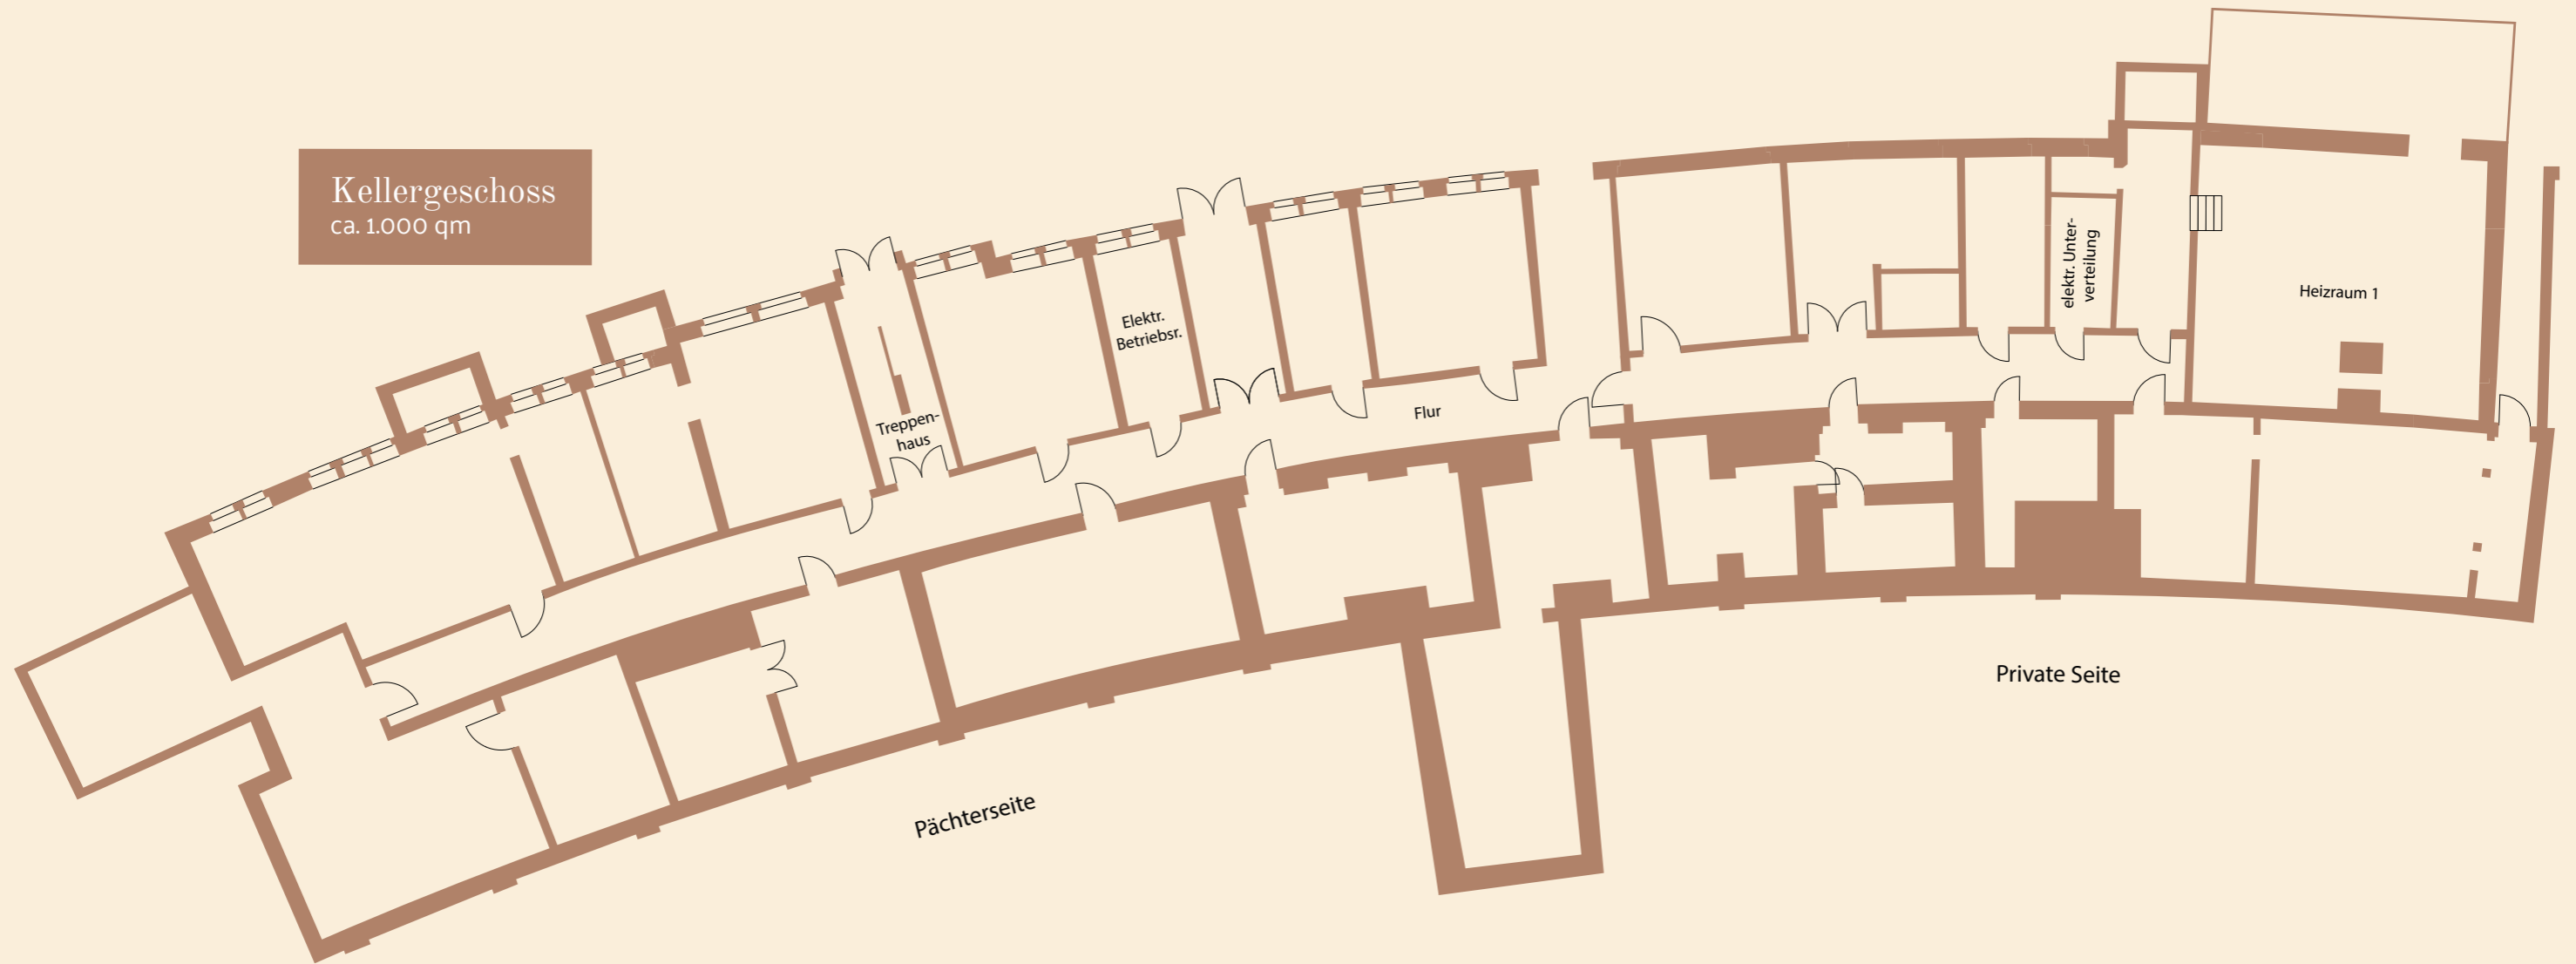 Kellergeschoss
ca. 1.000 qm
Treppen-
haus
Elektr.
Betriebsr.
Flur
elektr. Unter-
verteilung
Heizraum 1
Private Seite
Pächterseite